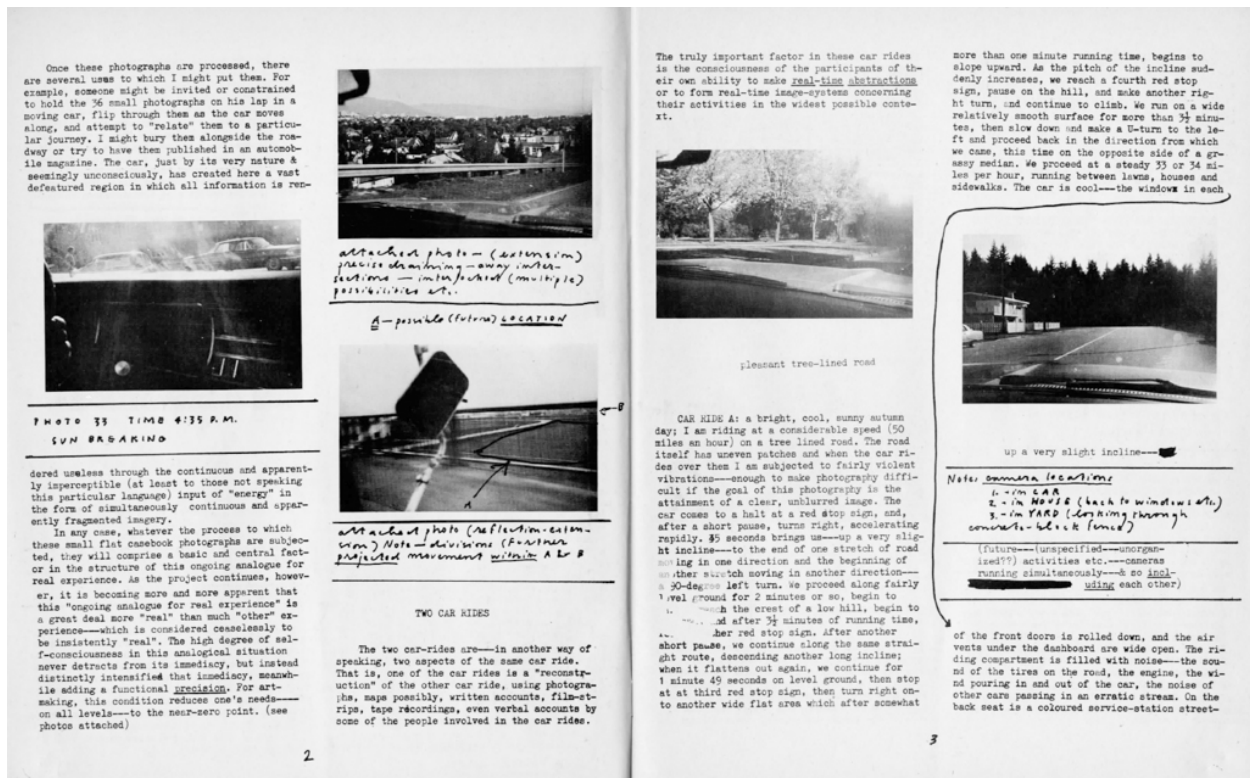 Once these photographs are processed, there
are several uses to which I might put them. For
example, someone might be invited or constrained
to hold the 36 small photographs on his lap in a
moving car, flip through them as the car moves
along, and attempt to "relate" them to a particu-
lar journey. I might bury them alongside the roa-
dway or try to have them published in an automob-
ile magazine. The car, just by its very nature &
seemingly unconsciously, has created here a vast
defeatured region in which all information is ren-
PHOTO 33 TIME 4:35 P.M.
SUN BREAKING
dered useless through the continuous and apparent-
ly imperceptible (at least to those not speaking
this particular language) input of "energy" in
the form of simultaneously continuous and appar-
ently fragmented imagery.
In any case, whatever the process to which
these small flat casebook photographs are subjec-
ted, they will comprise a basic and central fact-
or in the structure of this ongoing analogue for
real experience. As the project continues, howev-
er, it is becoming more and more apparent that
this "ongoing analogue for real experience" is
a great deal more "real" than much "other" ex-
perience---which is considered ceaselessly to
be insistently "real". The high degree of sel-
f-consciousness in this analogical situation
never detracts from its immediacy, but instead
distinctly intensified that immediacy, meanwh-
ile adding a functional precision. For art-
making, this condition reduces one's needs----
on all levels---to the near-zero point. (see
photos attached)
2
attached photo - (extension)
precise draining - away inter-
sections - interlocked (multiple)
possibilities etc.
A - possible (future) LOCATION
B
A
attached photo (reflection-exten-
sion) Note - divisions (further
projected movement within A & B
TWO CAR RIDES
The two car-rides are---in another way of
speaking, two aspects of the same car ride.
That is, one of the car rides is a "reconstr-
uction" of the other car ride, using photogra-
phs, maps possibly, written accounts, film-st-
rips, tape recordings, even verbal accounts by
some of the people involved in the car rides.
The truly important factor in these car rides
is the consciousness of the participants of th-
eir own ability to make real-time abstractions
or to form real-time image-systems concerning
their activities in the widest possible conte-
xt.
pleasant tree-lined road
CAR RIDE A: a bright, cool, sunny autumn
day; I am riding at a considerable speed (50
miles an hour) on a tree lined road. The road
itself has uneven patches and when the car ri-
des over them I am subjected to fairly violent
vibrations---enough to make photography diffi-
cult if the goal of this photography is the
attainment of a clear, unblurred image. The
car comes to a halt at a red stop sign, and,
after a short pause, turns right, accelerating
rapidly. 35 seconds brings us---up a very slig-
ht incline---to the end of one stretch of road
moving in one direction and the beginning of
another stretch moving in another direction---
a 90-degree left turn. We proceed along fairly
level ground for 2 minutes or so, begin to
the crest of a low hill, begin to
after 3½ minutes of running time,
her red stop sign. After another
short pause, we continue along the same strai-
ght route, descending another long incline;
when it flattens out again, we continue for
1 minute 49 seconds on level ground, then stop
at at third red stop sign, then turn right on-
to another wide flat area which after somewhat
3
more than one minute running time, begins to
slope upward. As the pitch of the incline sud-
denly increases, we reach a fourth red stop
sign, pause on the hill, and make another rig-
ht turn, and continue to climb. We run on a wide
relatively smooth surface for more than 3½ minu-
tes, then slow down and make a U-turn to the le-
ft and proceed back in the direction from which
we came, this time on the opposite side of a gr-
assy median. We proceed at a steady 33 or 34 mi-
les per hour, running between lawns, houses and
sidewalks. The car is cool---the windows in each
up a very slight incline---
Note: camera locations
1. - in CAR
2. - in HOUSE (back to windows etc.)
3. - in YARD (looking through
concrete-block fence)
(future---(unspecified---unorgan-
ized??) activities etc.---cameras
running simultaneously---& so incl-
uding each other)
of the front doors is rolled down, and the air
vents under the dashboard are wide open. The ri-
ding compartment is filled with noise---the sou-
nd of the tires on the road, the engine, the wi-
nd pouring in and out of the car, the noise of
other cars passing in an erratic stream. On the
back seat is a coloured service-station street-